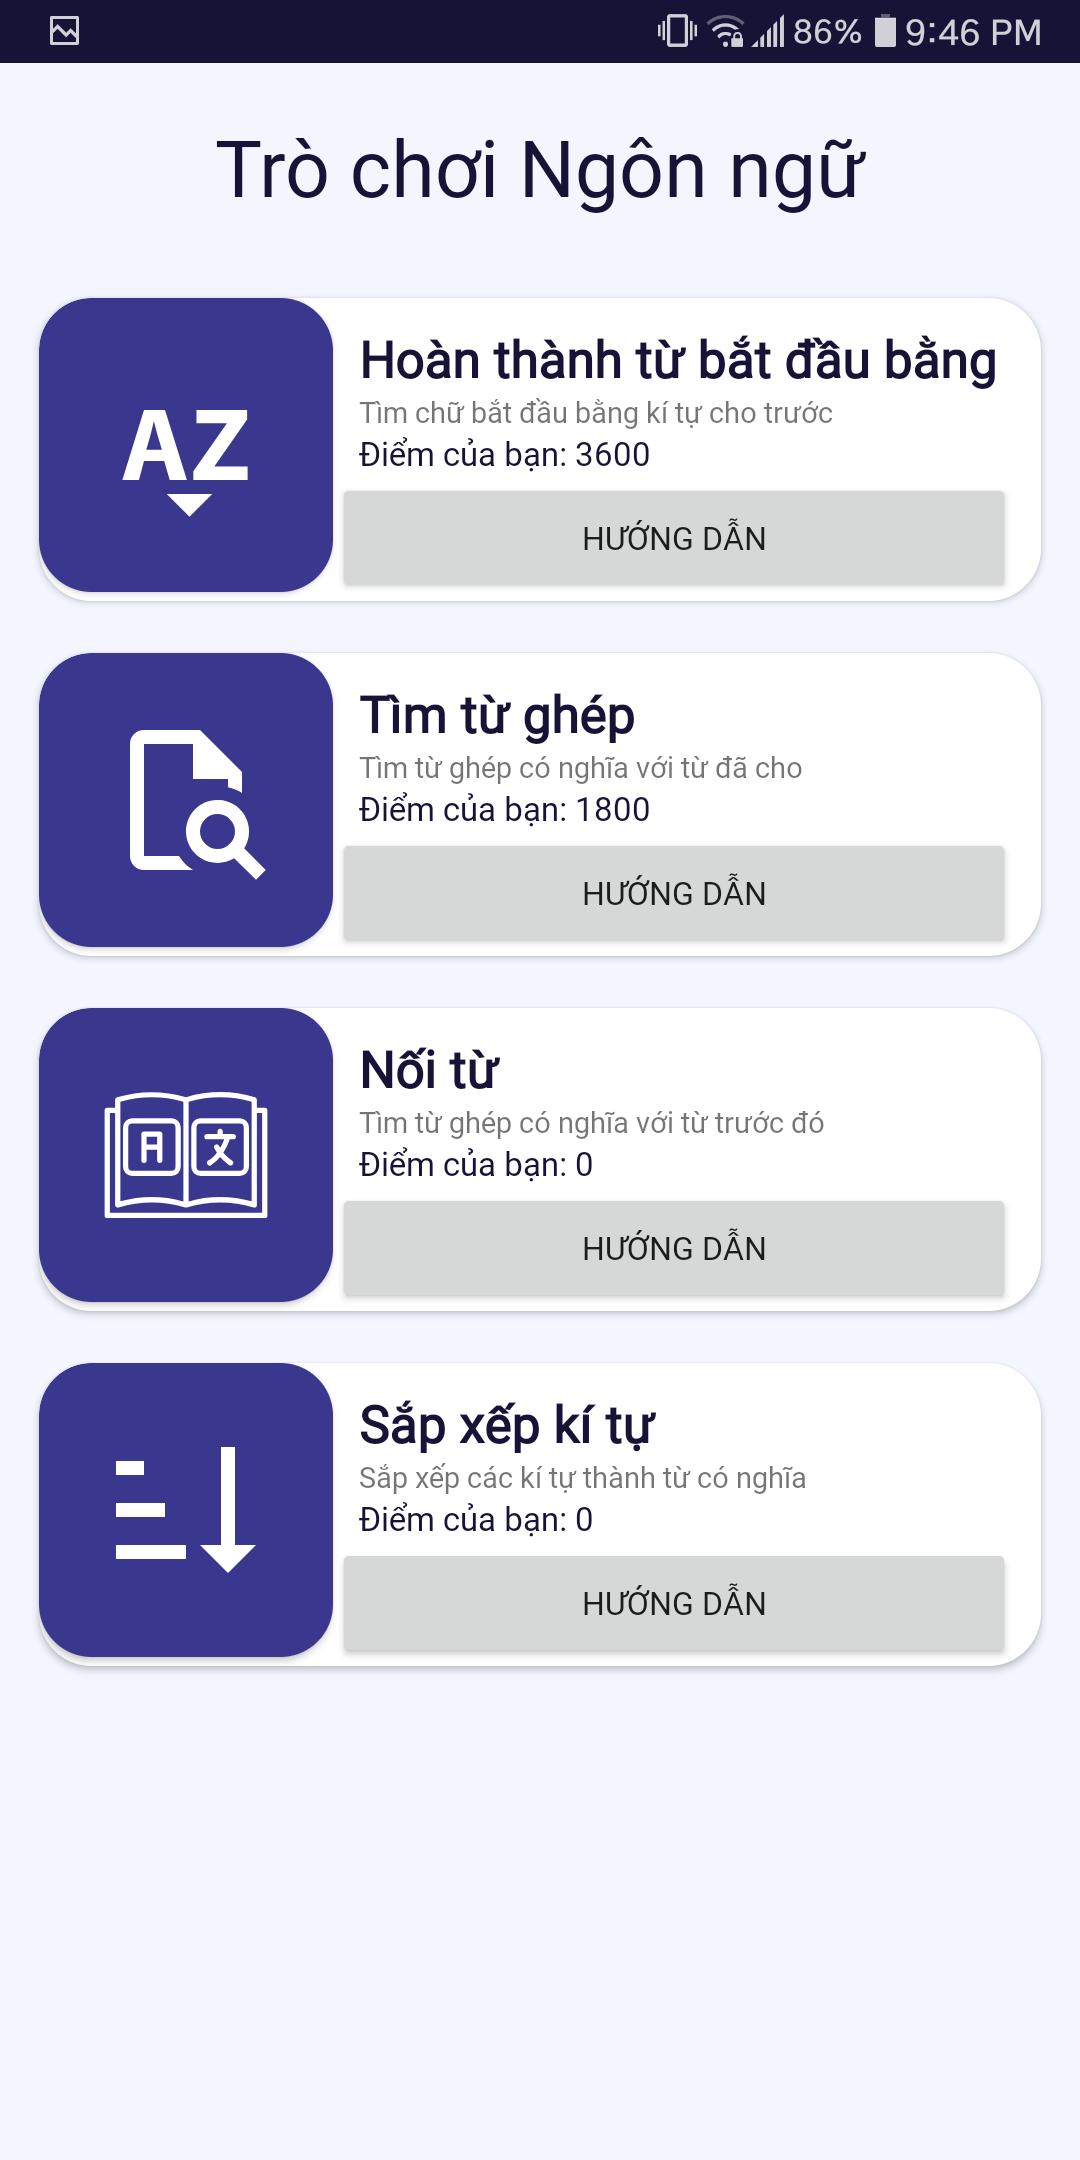 86% 9:46 PM
Trò chơi Ngôn ngữ
AZ
Hoàn thành từ bắt đầu bằng
Tìm chữ bắt đầu bằng kí tự cho trước
Điểm của bạn: 3600
HƯỚNG DẪN
Tìm từ ghép
Tìm từ ghép có nghĩa với từ đã cho
Điểm của bạn: 1800
HƯỚNG DẪN
A 文
Nối từ
Tìm từ ghép có nghĩa với từ trước đó
Điểm của bạn: 0
HƯỚNG DẪN
Sắp xếp kí tự
Sắp xếp các kí tự thành từ có nghĩa
Điểm của bạn: 0
HƯỚNG DẪN